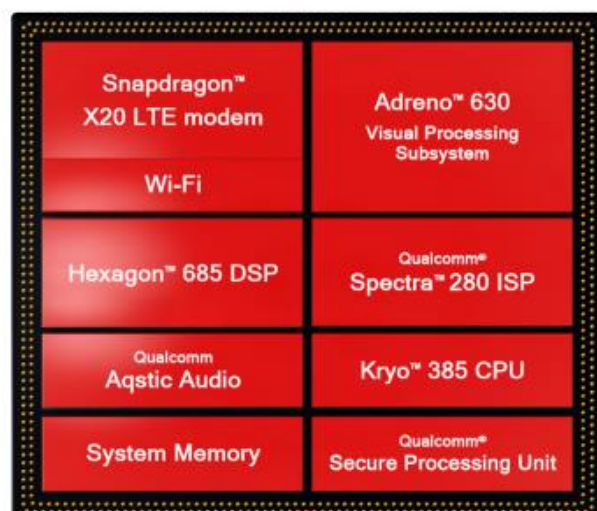 Snapdragon™
X20 LTE modem
Wi-Fi
Adreno™ 630
Visual Processing
Subsystem
Hexagon™ 685 DSP
Qualcomm®
Spectra™ 280 ISP
Qualcomm
Aqstic Audio
Kryo™ 385 CPU
System Memory
Qualcomm®
Secure Processing Unit